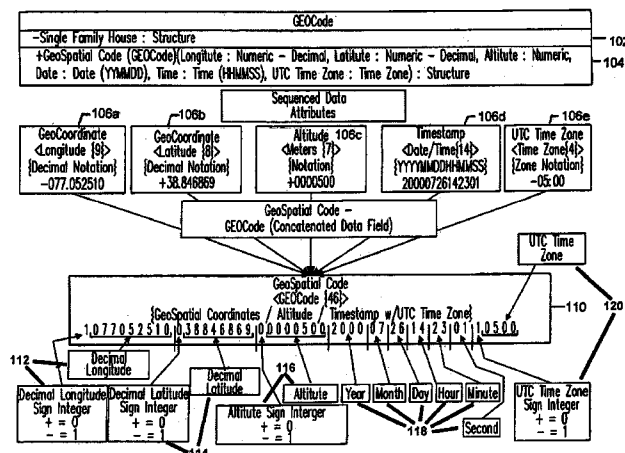 GEOCode
–Single Family House : Structure
102
+GeoSpatial Code (GEOCode)(Longitute : Numeric – Decimal, Latitute : Numeric – Decimal, Altitute : Numeric,
Date : Date (YYMMDD), Time : Time (HHMMSS), UTC Time Zone : Time Zone) : Structure
104
Sequenced Data
Attributes
106a
106b
106c
106d
106e
GeoCoordinate
<Longitude {9}>
{Decimal Notation}
–077.052510
GeoCoordinate
<Latitude {8}>
{Decimal Notation}
+38.846869
Altitude
<Meters {7}>
{Notation}
+0000500
Timestamp
<Date/Time{14}>
{YYYYMMDDHHMMSS}
20000726142301
UTC Time Zone
<Time Zone{4}>
{Zone Notation}
–05:00
GeoSpatial Code –
GEOCode (Concatenated Data Field)
UTC Time
Zone
GeoSpatial Code
<GEOCode {46}>
{GeoSpatial Coordinates / Altitude / Timestamp w/UTC Time Zone}
110
120
112
Decimal
Longitude
Decimal
Latitude
116
Altitute
Year
Month
Day
Hour
Minute
Second
118
Decimal Longitude
Sign Integer
+ = 0
– = 1
Decimal Latitude
Sign Integer
+ = 0
– = 1
114
Altitute Sign Interger
+ = 0
– = 1
UTC Time Zone
Sign Integer
+ = 0
– = 1